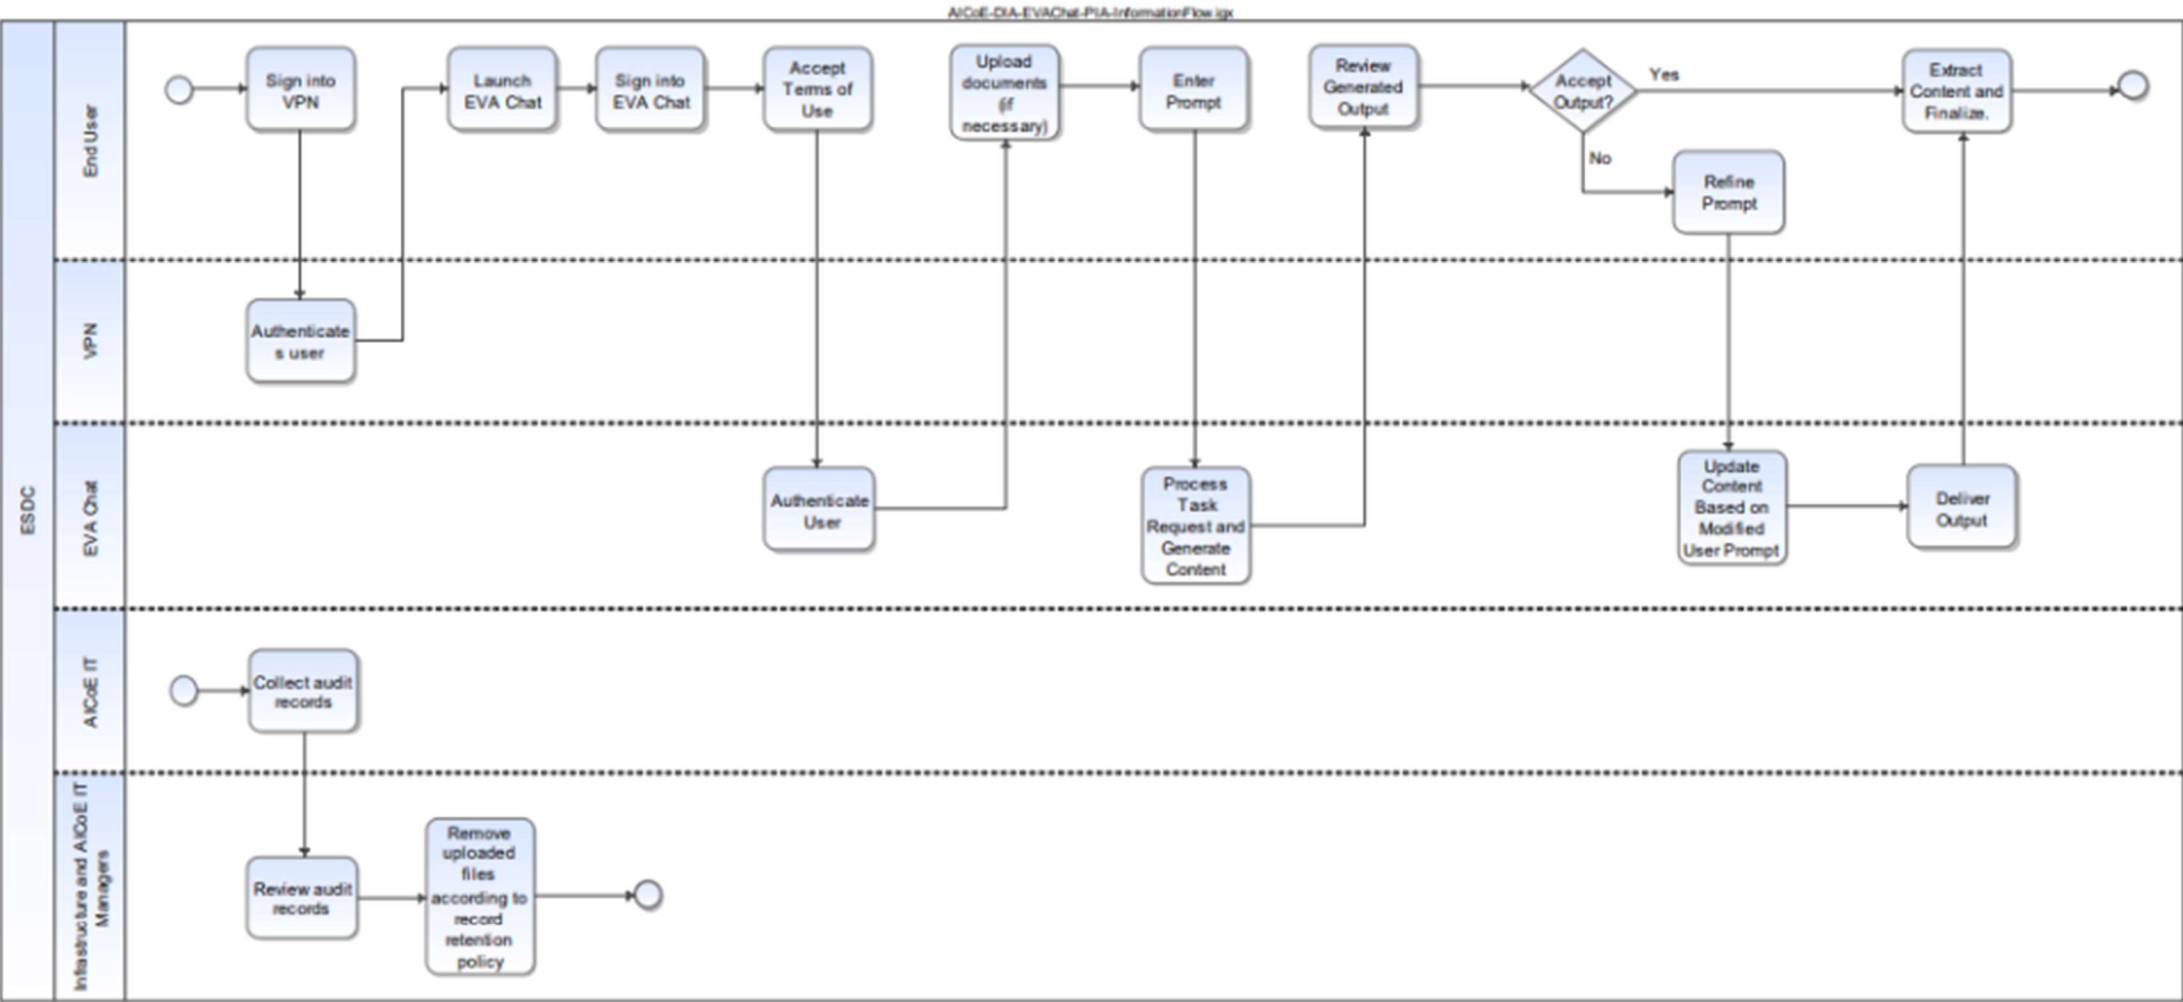 AICoE-DIA-EVAChat-PIA-InformationFlow.igx
ESDC
End User
Sign into
VPN
Launch
EVA Chat
Sign into
EVA Chat
Accept
Terms of
Use
Upload
documents
(if
necessary)
Enter
Prompt
Review
Generated
Output
Accept
Output?
Yes
No
Extract
Content and
Finalize.
Refine
Prompt
VPN
Authenticate
s user
EVA Chat
Authenticate
User
Process
Task
Request and
Generate
Content
Update
Content
Based on
Modified
User Prompt
Deliver
Output
AICoE IT
Collect audit
records
Infrastructure and AICoE IT
Managers
Review audit
records
Remove
uploaded
files
according to
record
retention
policy